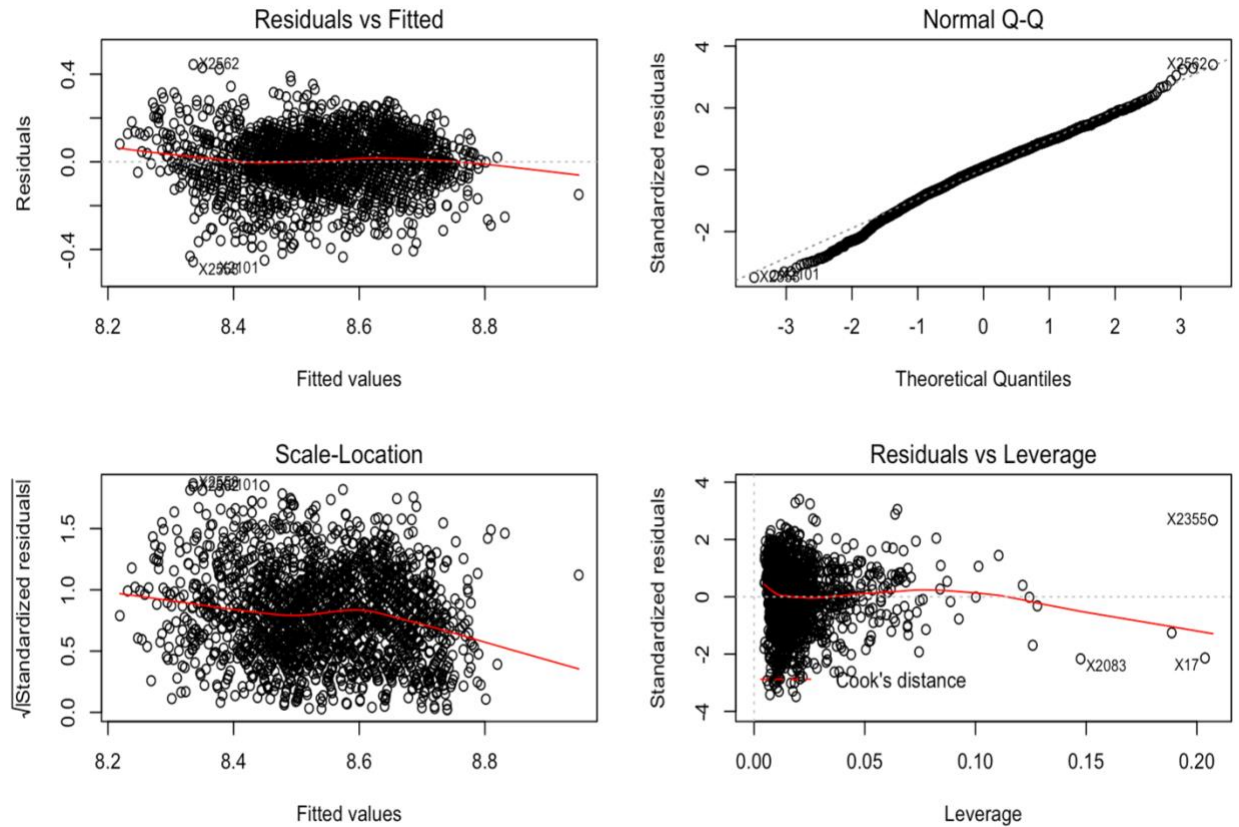 Residuals vs Fitted
Residuals
0.4
0.0
-0.4
X2562
X2101
8.2 8.4 8.6 8.8
Fitted values
Normal Q-Q
Standardized residuals
4
2
0
-2
X2562
X2101
-3 -2 -1 0 1 2 3
Theoretical Quantiles
Scale-Location
√|Standardized residuals|
1.5
1.0
0.5
0.0
8.2 8.4 8.6 8.8
Fitted values
Residuals vs Leverage
Standardized residuals
4
2
0
-2
-4
X2355
X2083
X17
Cook's distance
0.00 0.05 0.10 0.15 0.20
Leverage